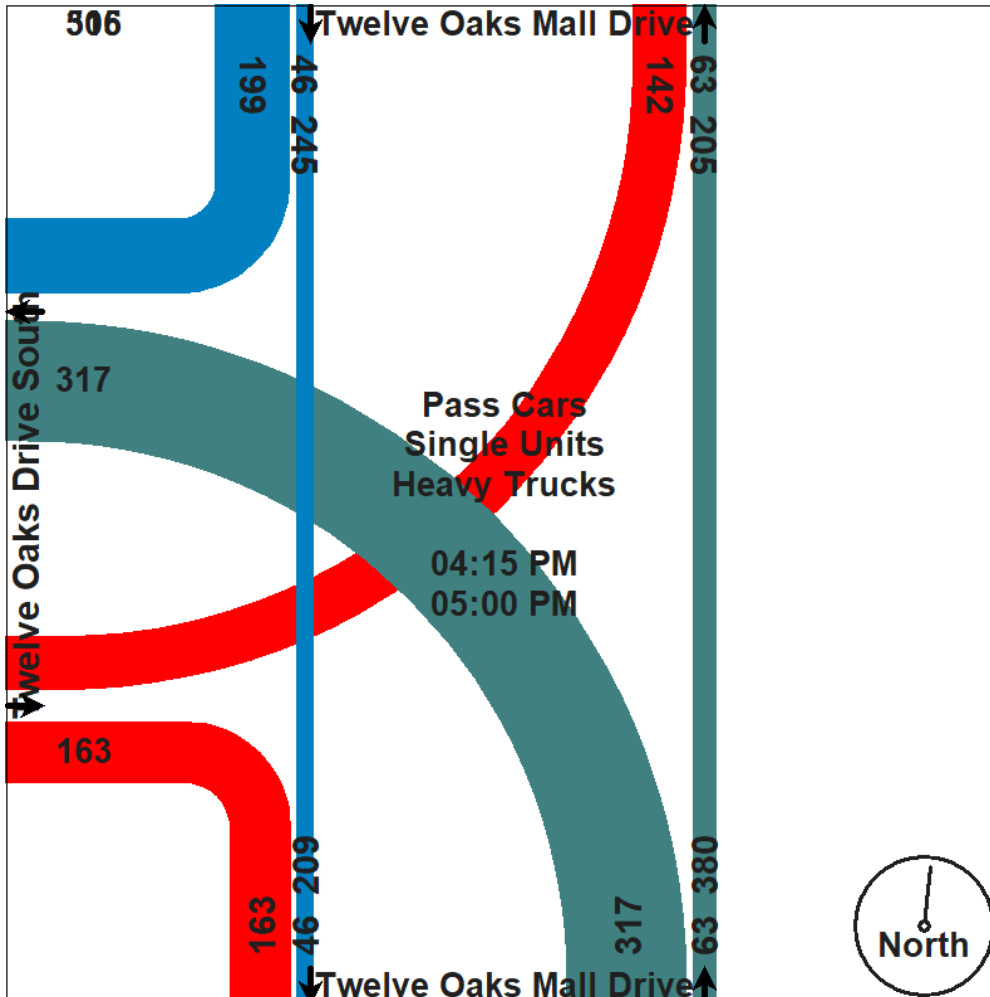 Twelve Oaks Mall Drive
199
46 245
142
63 205
Twelve Oaks Drive South
317
Pass Cars
Single Units
Heavy Trucks
04:15 PM
05:00 PM
163
163
46 209
317
63 380
North
Twelve Oaks Mall Drive